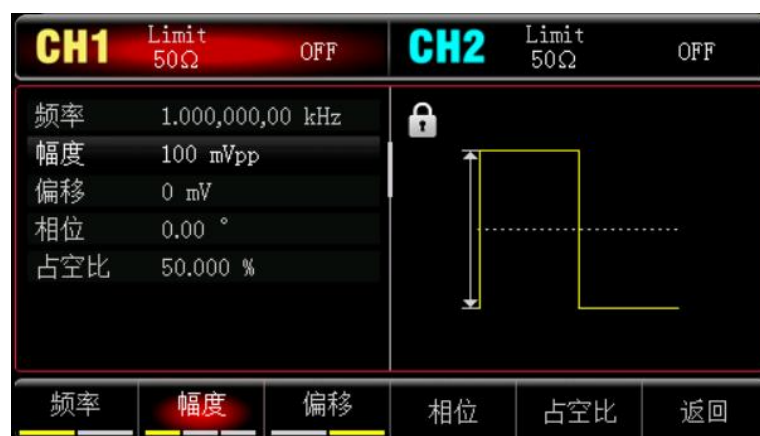 CH1 Limit 50Ω OFF CH2 Limit 50Ω OFF
频率 1.000,000,00 kHz
幅度 100 mVpp
偏移 0 mV
相位 0.00 °
占空比 50.000 %
频率 幅度 偏移 相位 占空比 返回